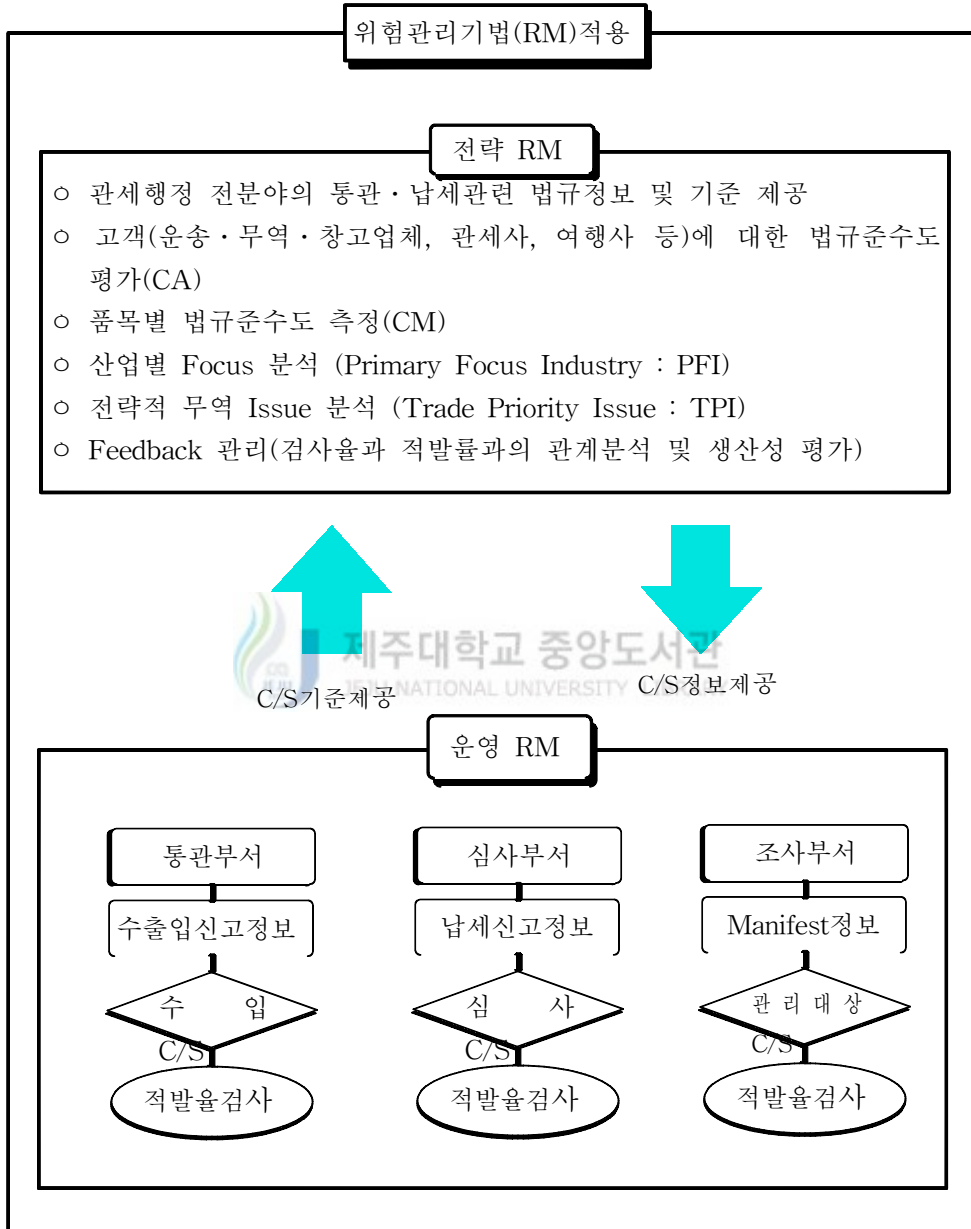 위험관리기법(RM)적용
전략 RM
ㅇ 관세행정 전분야의 통관·납세관련 법규정보 및 기준 제공
ㅇ 고객(운송·무역·창고업체, 관세사, 여행사 등)에 대한 법규준수도
평가(CA)
ㅇ 품목별 법규준수도 측정(CM)
ㅇ 산업별 Focus 분석 (Primary Focus Industry : PFI)
ㅇ 전략적 무역 Issue 분석 (Trade Priority Issue : TPI)
ㅇ Feedback 관리(검사율과 적발률과의 관계분석 및 생산성 평가)
제주대학교 중앙도서관
JEJU NATIONAL UNIVERSITY LIBRARY
C/S기준제공 C/S정보제공
운영 RM
통관부서 심사부서 조사부서
수출입신고정보 납세신고정보 Manifest정보
수 입 심 사 관 리 대 상
C/S C/S C/S
적발율검사 적발율검사 적발율검사